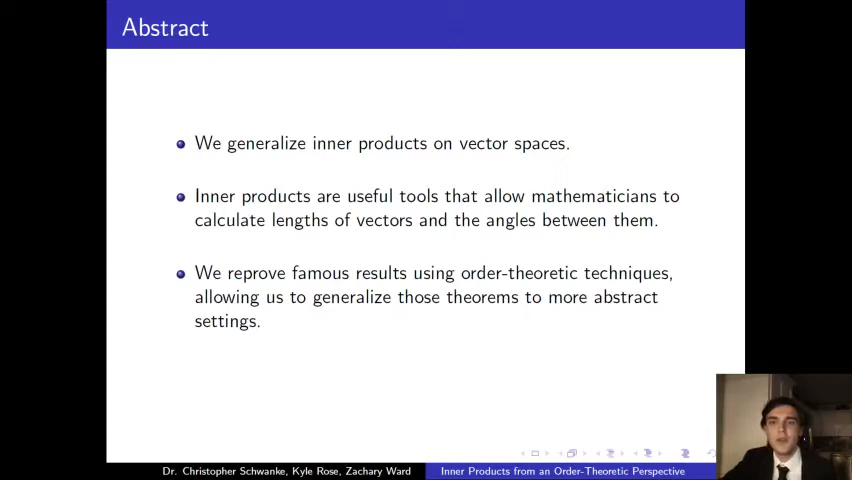 Abstract
We generalize inner products on vector spaces.
Inner products are useful tools that allow mathematicians to
calculate lengths of vectors and the angles between them.
We reprove famous results using order-theoretic techniques,
allowing us to generalize those theorems to more abstract
settings.
Dr. Christopher Schwanke, Kyle Rose, Zachary Ward
Inner Products from an Order-Theoretic Perspective